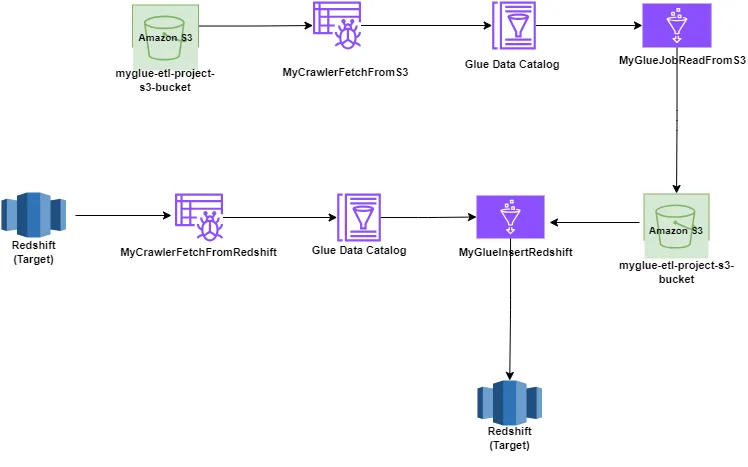 Amazon S3
myglue-etl-project-
s3-bucket
MyCrawlerFetchFromS3
Glue Data Catalog
MyGlueJobReadFromS3
Redshift
(Target)
MyCrawlerFetchFromRedshift
Glue Data Catalog
MyGlueInsertRedshift
Amazon S3
myglue-etl-project-s3-
bucket
Redshift
(Target)